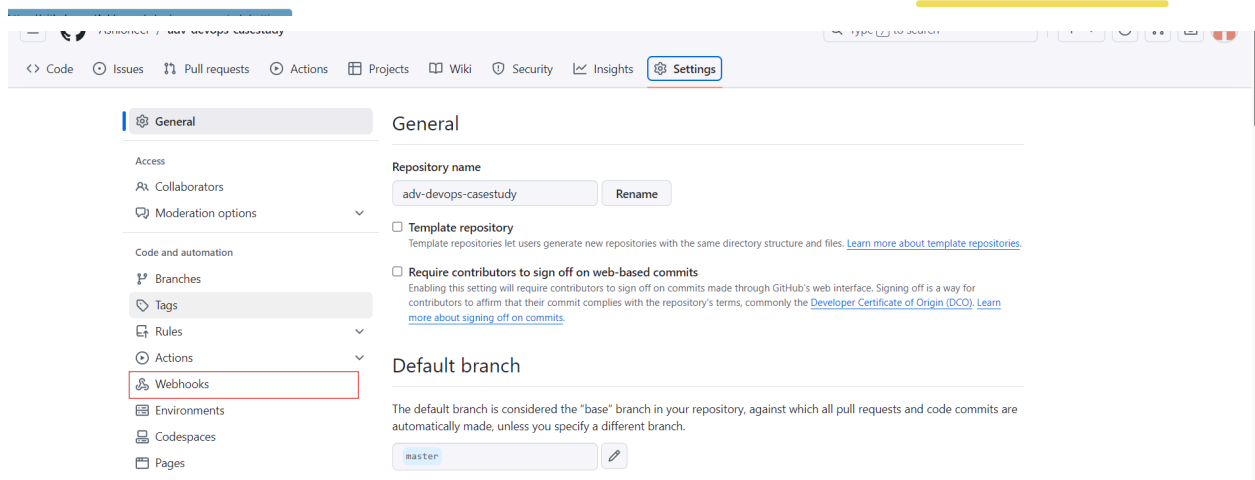 adv-devops-casestudy
Type / to search
Code Issues Pull requests Actions Projects Wiki Security Insights Settings
General
Access
Collaborators
Moderation options
Code and automation
Branches
Tags
Rules
Actions
Webhooks
Environments
Codespaces
Pages
General
Repository name
adv-devops-casestudy Rename
Template repository
Template repositories let users generate new repositories with the same directory structure and files. Learn more about template repositories.
Require contributors to sign off on web-based commits
Enabling this setting will require contributors to sign off on commits made through GitHub's web interface. Signing off is a way for
contributors to affirm that their commit complies with the repository's terms, commonly the Developer Certificate of Origin (DCO). Learn
more about signing off on commits.
Default branch
The default branch is considered the "base" branch in your repository, against which all pull requests and code commits are
automatically made, unless you specify a different branch.
master